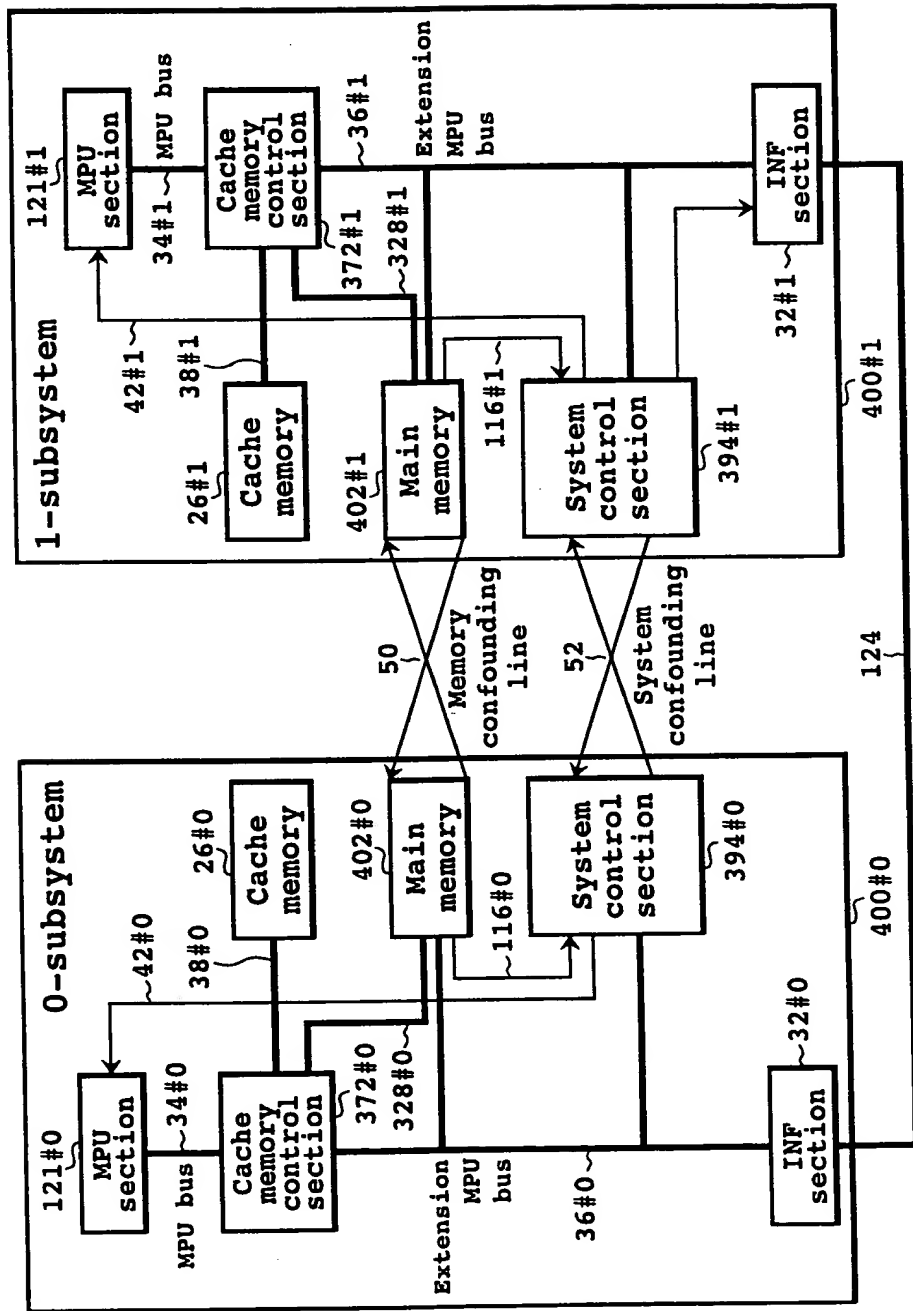 0-subsystem
121#0
MPU
section
34#0
MPU bus
42#0
38#0
26#0
Cache
memory
Cache
memory
control
section
372#0
328#0
402#0
Main
memory
116#0
Extension
MPU
bus
System
control
section
394#0
36#0
INF
section
32#0
400#0
50
Memory
confounding
line
52
System
confounding
line
124
1-subsystem
121#1
MPU
section
34#1
MPU bus
42#1
38#1
26#1
Cache
memory
Cache
memory
control
section
372#1
328#1
36#1
402#1
Main
memory
116#1
Extension
MPU
bus
System
control
section
394#1
INF
section
32#1
400#1